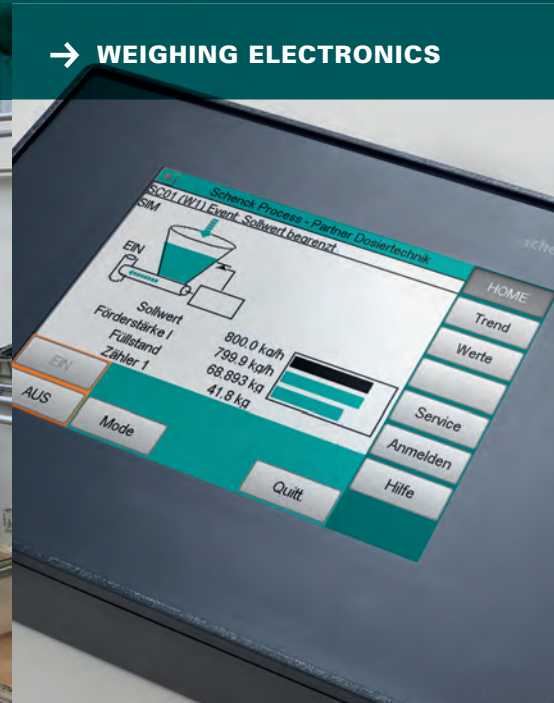 → WEIGHING ELECTRONICS
Schenck Process - Partner Dosiertechnik
SC01 (W1) Event: Sollwert begrenzt
SIM
EIN
Sollwert 800.0 kg/h
Förderstärke I 799.9 kg/h
Füllstand 68.893 kg
Zähler 1 41.8 kg
EIN
AUS
Mode
Quitt.
HOME
Trend
Werte
Service
Anmelden
Hilfe